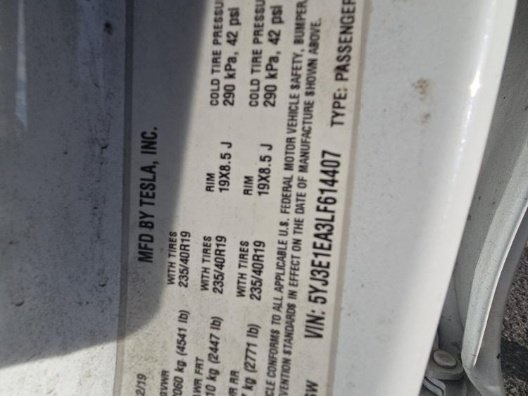 MFD BY TESLA, INC.
2/19
GVWR
2060 kg (4541 lb) WITH TIRES 235/40R19
WR FRT
10 kg (2447 lb) WITH TIRES 235/40R19 RIM 19X8.5 J COLD TIRE PRESSU 290 kPa, 42 psi
WR RR
kg (2771 lb) WITH TIRES 235/40R19 RIM 19X8.5 J COLD TIRE PRESSU 290 kPa, 42 psi
CLE CONFORMS TO ALL APPLICABLE U.S. FEDERAL MOTOR VEHICLE SAFETY, BUMPER,
VENTION STANDARDS IN EFFECT ON THE DATE OF MANUFACTURE SHOWN ABOVE.
SW VIN: 5YJ3E1EA3LF614407 TYPE: PASSENGER